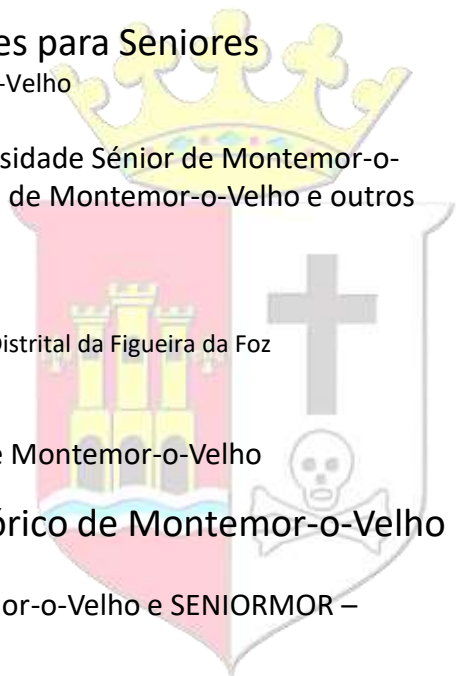 es para Seniores
o-Velho
sidade Sénior de Montemor-o-
de Montemor-o-Velho e outros
Distrital da Figueira da Foz
e Montemor-o-Velho
órico de Montemor-o-Velho
or-o-Velho e SENIORMOR –